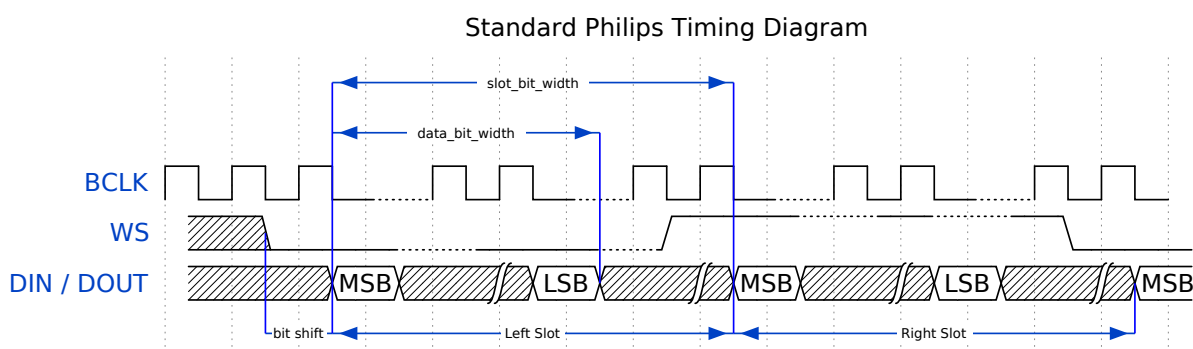 Standard Philips Timing Diagram
slot_bit_width
data_bit_width
BCLK
WS
DIN / DOUT
MSB
LSB
MSB
LSB
MSB
bit shift
Left Slot
Right Slot